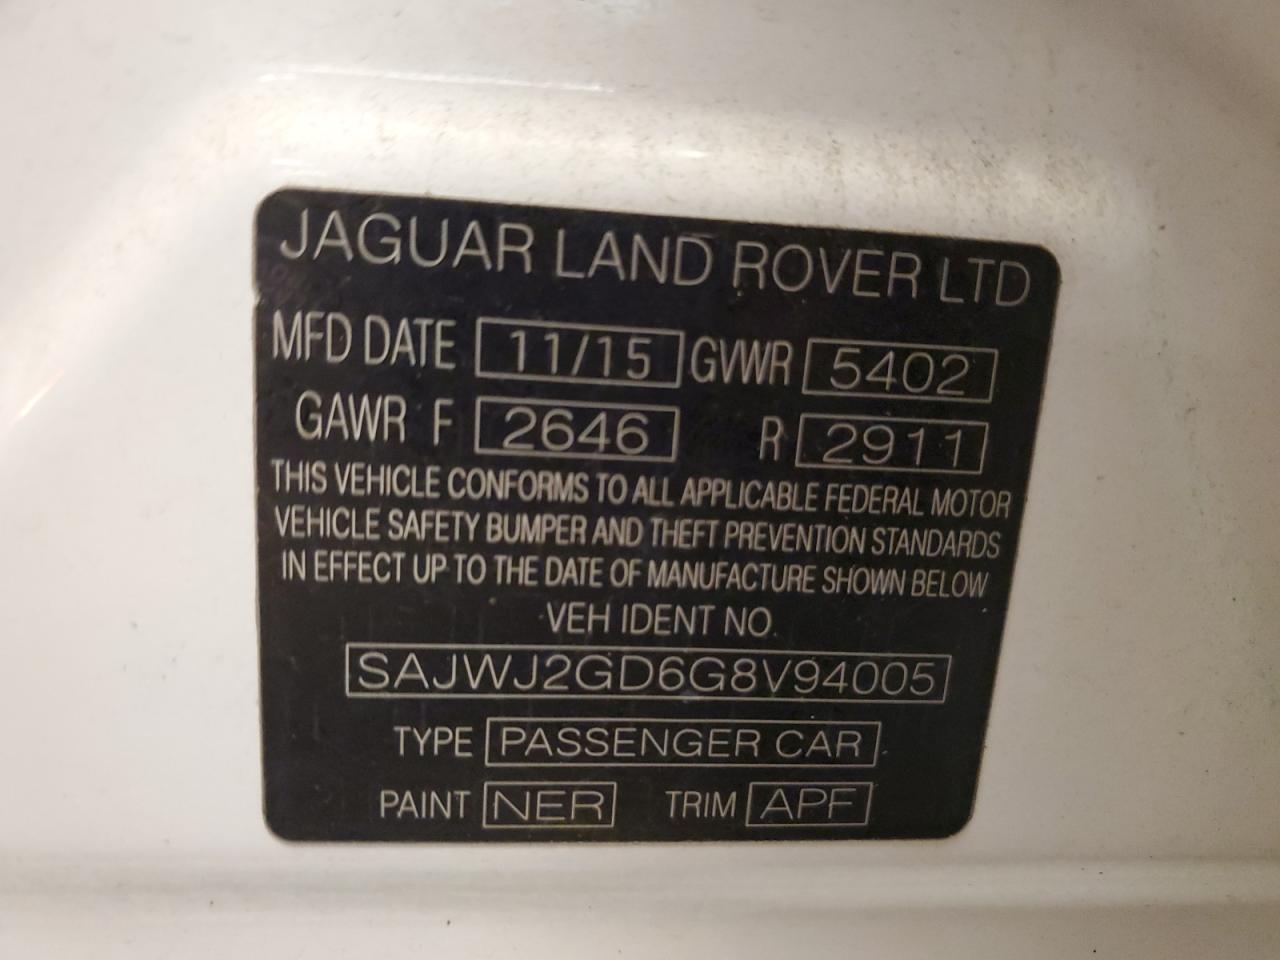 JAGUAR LAND ROVER LTD
MFD DATE 11/15 GVWR 5402
GAWR F 2646 R 2911
THIS VEHICLE CONFORMS TO ALL APPLICABLE FEDERAL MOTOR
VEHICLE SAFETY BUMPER AND THEFT PREVENTION STANDARDS
IN EFFECT UP TO THE DATE OF MANUFACTURE SHOWN BELOW
VEH IDENT NO.
SAJWJ2GD6G8V94005
TYPE PASSENGER CAR
PAINT NER TRIM APF